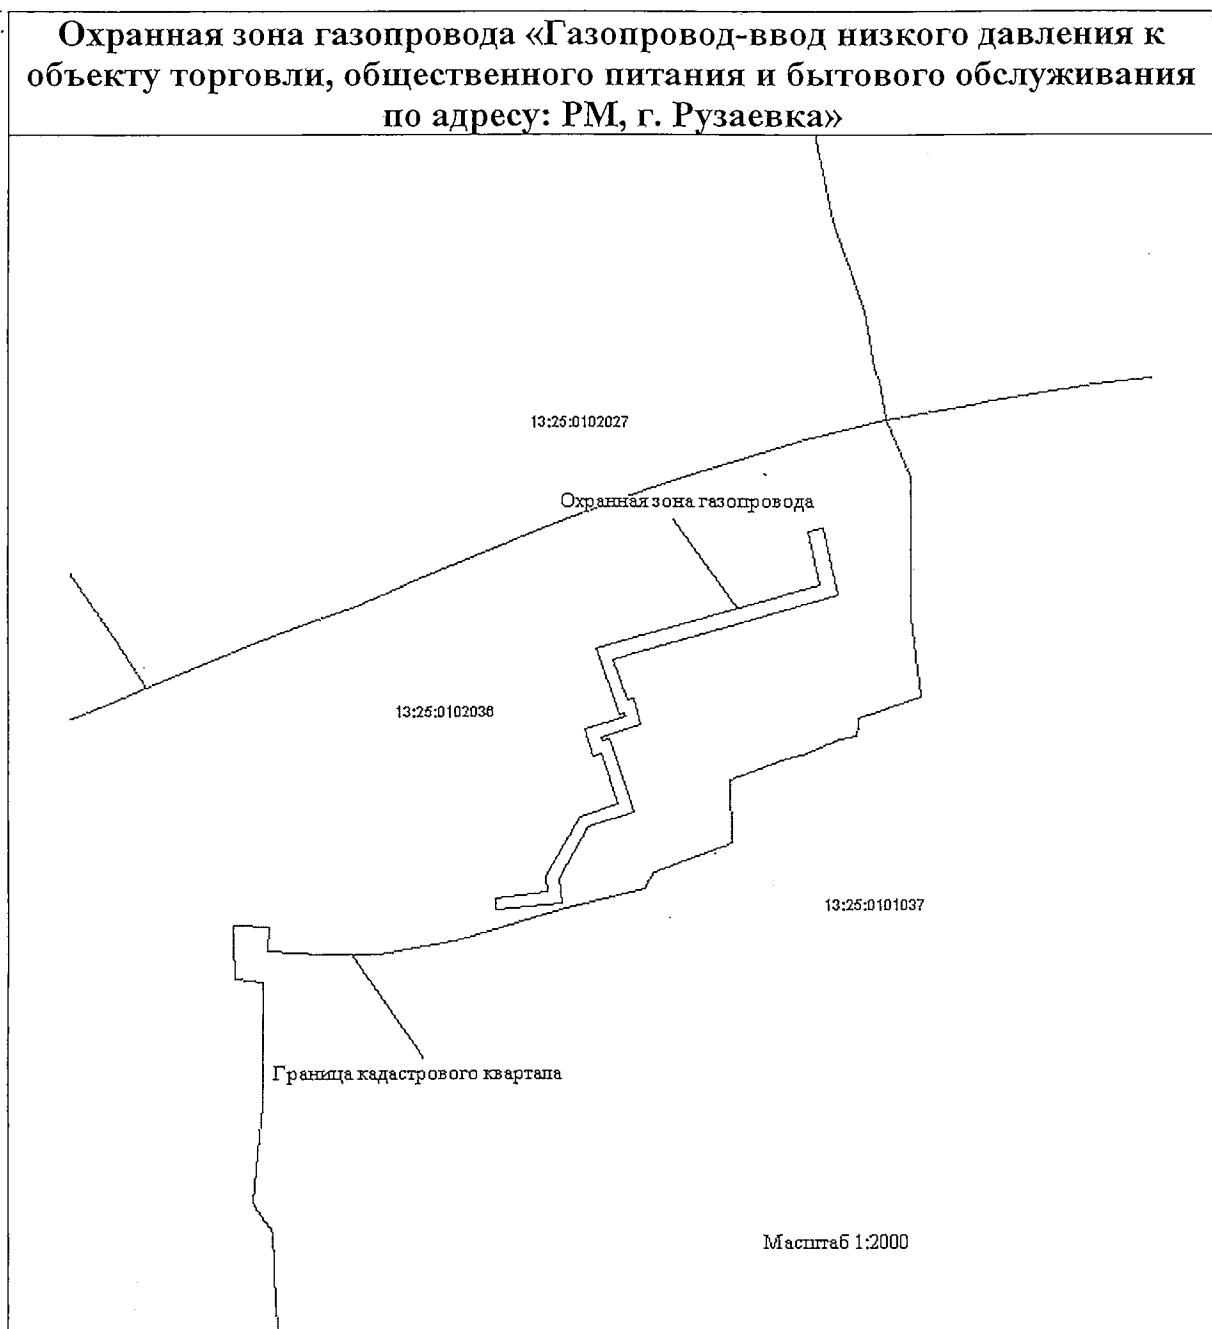 Охранная зона газопровода «Газопровод-ввод низкого давления к
объекту торговли, общественного питания и бытового обслуживания
по адресу: РМ, г. Рузаевка»
13:25:0102027
Охранная зона газопровода
13:25:0102036
13:25:0101037
Граница кадастрового квартала
Масштаб 1:2000